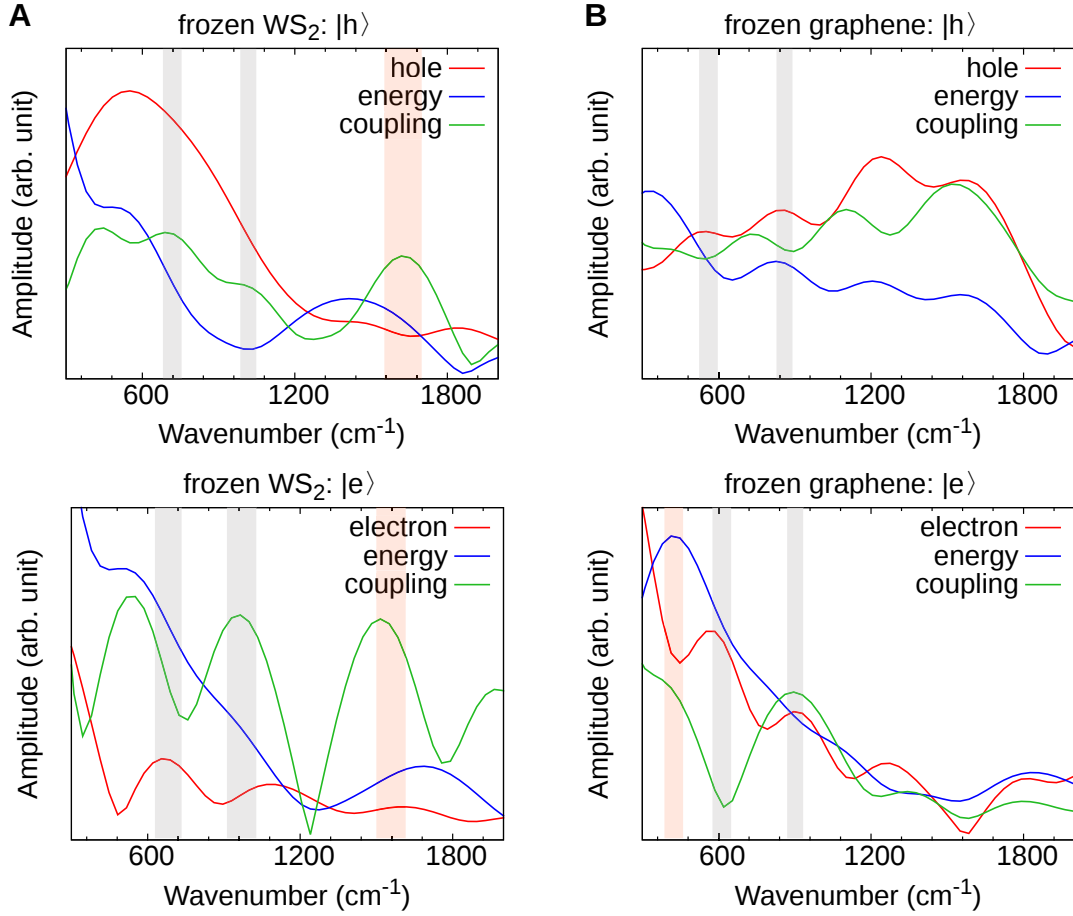 A
frozen WS2: |h〉
hole
energy
coupling
Amplitude (arb. unit)
600
1200
1800
Wavenumber (cm-1)
B
frozen graphene: |h〉
hole
energy
coupling
Amplitude (arb. unit)
600
1200
1800
Wavenumber (cm-1)
frozen WS2: |e〉
electron
energy
coupling
Amplitude (arb. unit)
600
1200
1800
Wavenumber (cm-1)
frozen graphene: |e〉
electron
energy
coupling
Amplitude (arb. unit)
600
1200
1800
Wavenumber (cm-1)